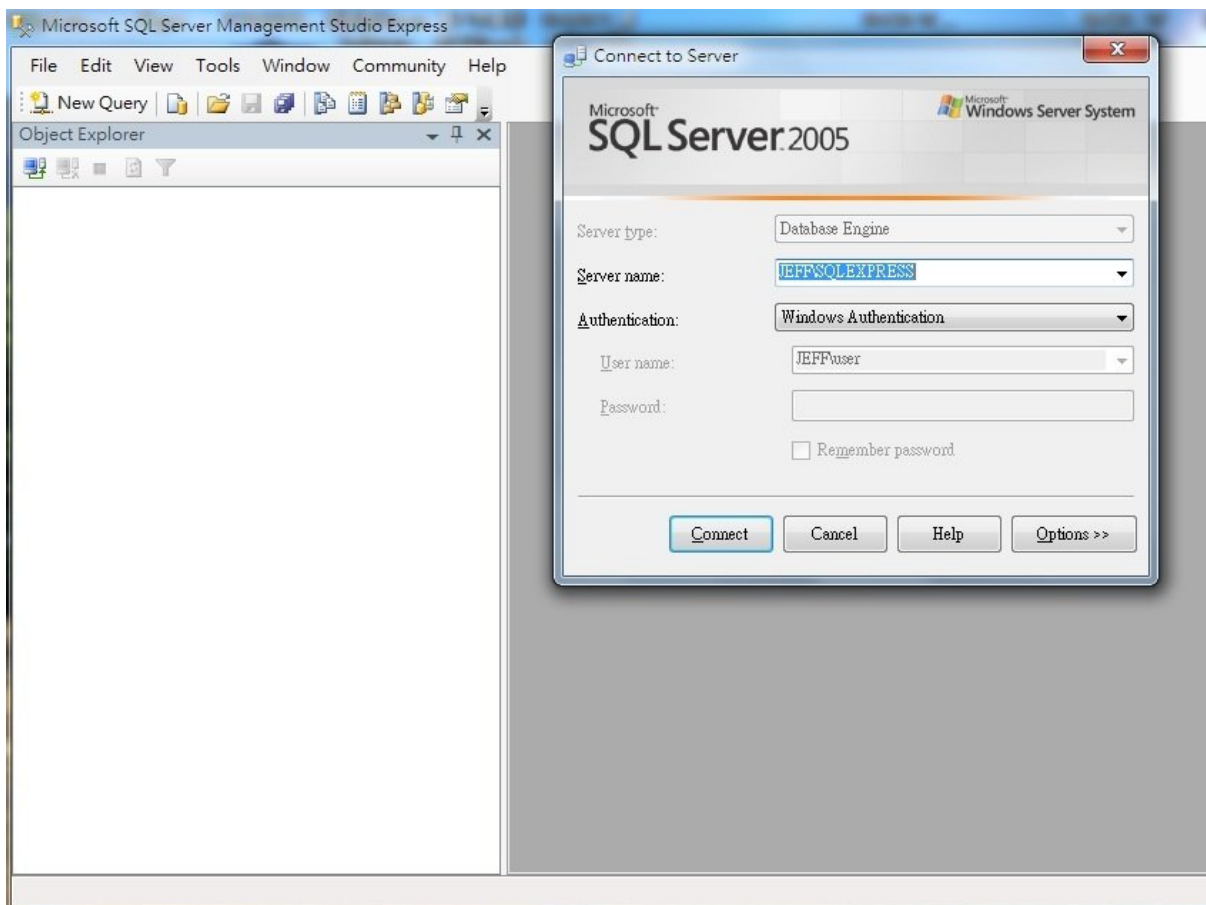 Microsoft SQL Server Management Studio Express
File Edit View Tools Window Community Help
New Query
Object Explorer
Connect to Server
Microsoft
SQL Server 2005
Microsoft
Windows Server System
Server type: Database Engine
Server name: JEFF\SQLEXPRESS
Authentication: Windows Authentication
User name: JEFF\user
Password:
Remember password
Connect Cancel Help Options >>